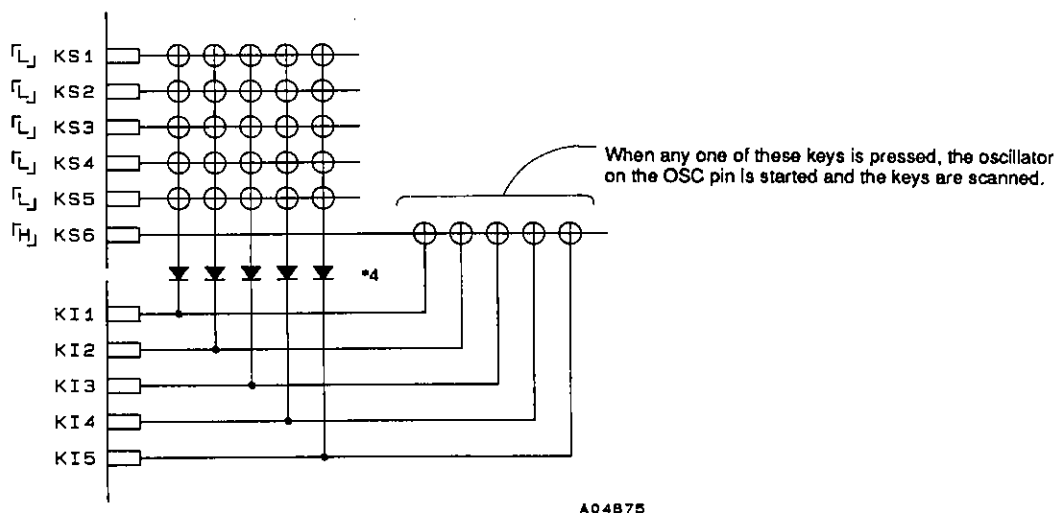 「L」 KS1
「L」 KS2
「L」 KS3
「L」 KS4
「L」 KS5
「H」 KS6
When any one of these keys is pressed, the oscillator
on the OSC pin is started and the keys are scanned.
*4
KI1
KI2
KI3
KI4
KI5
A04875